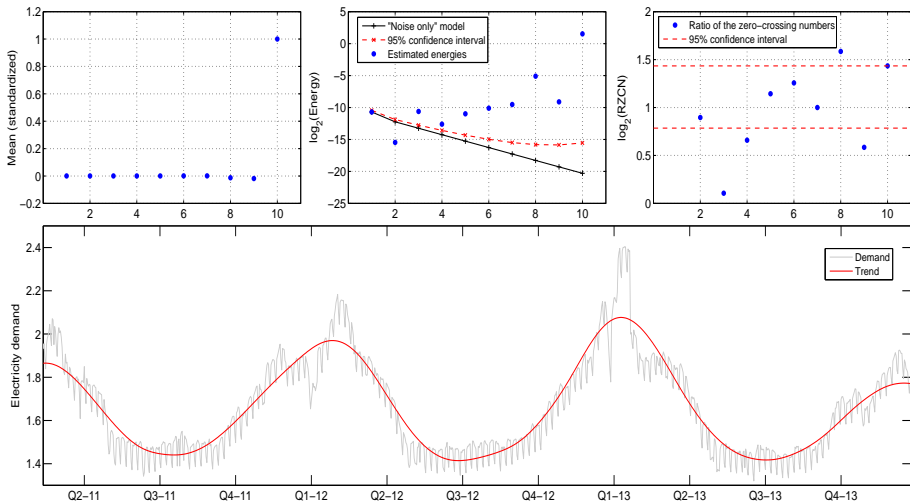 Mean (standardized)
1.2
1
0.8
0.6
0.4
0.2
0
−0.2
2 4 6 8 10
log2(Energy)
5
0
−5
−10
−15
−20
−25
2 4 6 8 10
"Noise only" model
95% confidence interval
Estimated energies
log2(RZCN)
2
1.5
1
0.5
0
2 4 6 8 10
Ratio of the zero−crossing numbers
95% confidence interval
Electricity demand
2.4
2.2
2
1.8
1.6
1.4
Demand
Trend
Q2−11 Q3−11 Q4−11 Q1−12 Q2−12 Q3−12 Q4−12 Q1−13 Q2−13 Q3−13 Q4−13